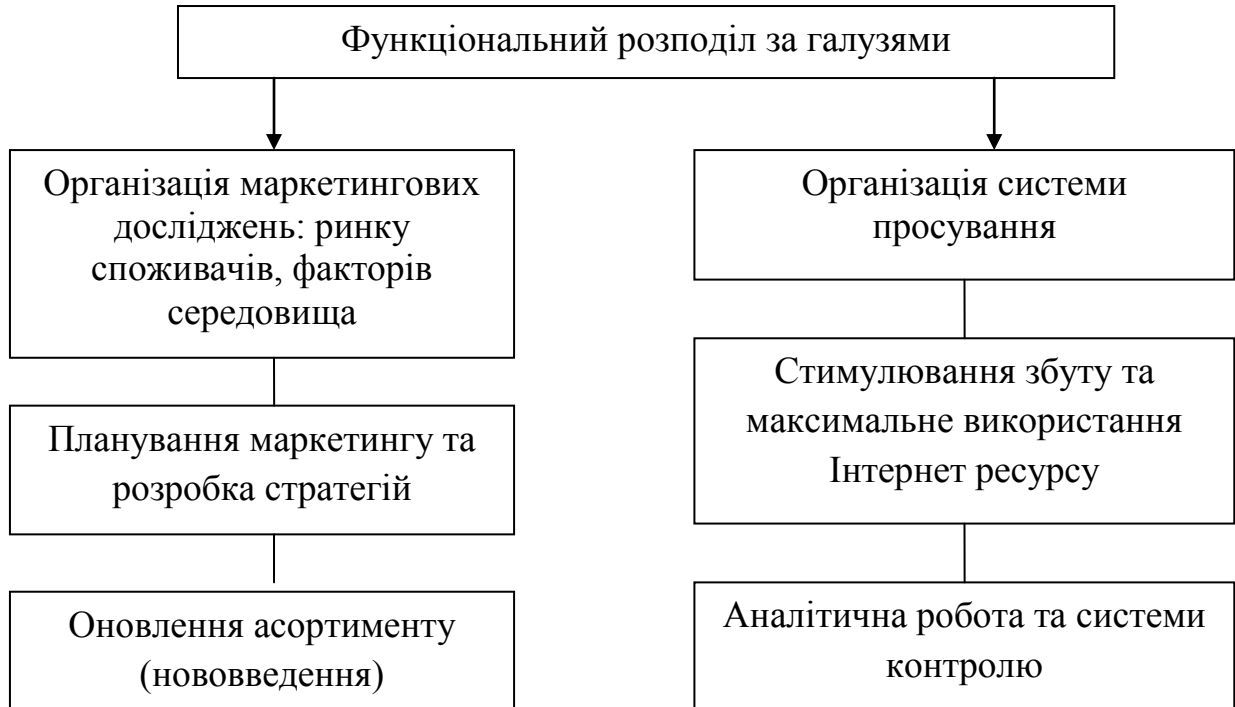 Функціональний розподіл за галузями
Організація маркетингових
досліджень: ринку
споживачів, факторів
середовища
Планування маркетингу та
розробка стратегій
Оновлення асортименту
(нововведення)
Організація системи
просування
Стимулювання збуту та
максимальне використання
Інтернет ресурсу
Аналітична робота та системи
контролю